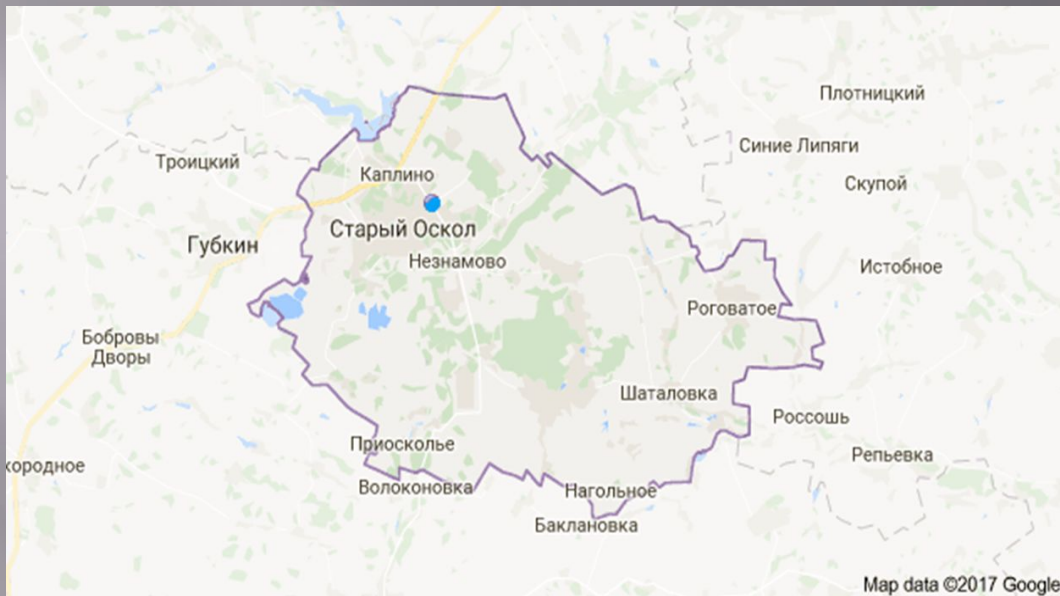 Плотницкий
Синие Липяги
Троицкий
Каплино
Скупой
Старый Оскол
Губкин
Незнамово
Истобное
Роговатое
Бобровы
Дворы
Шаталовка
Россошь
Приосколье
Репьевка
кородное
Волоконовка
Нагольное
Баклановка
Map data ©2017 Google